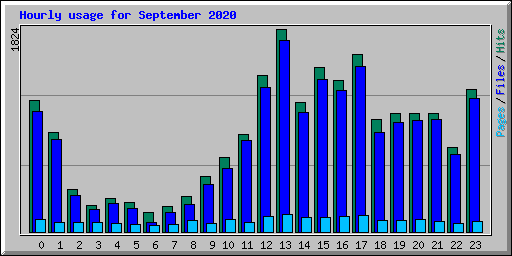 Hourly usage for September 2020
1824
Pages / Files / Hits
0 1 2 3 4 5 6 7 8 9 10 11 12 13 14 15 16 17 18 19 20 21 22 23